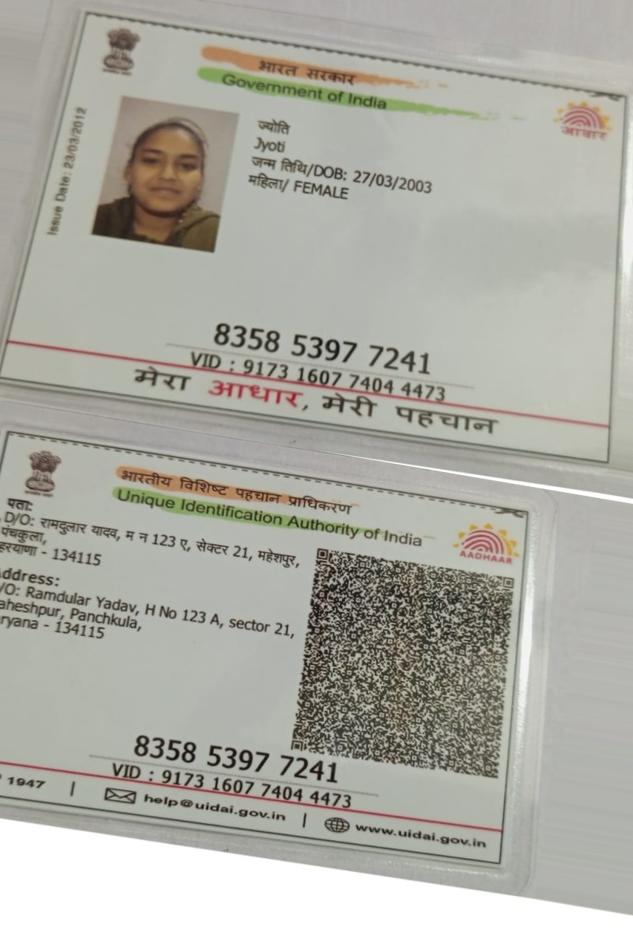 भारत सरकार
Government of India
आधार
Issue Date: 23/03/2012
ज्योति
Jyoti
जन्म तिथि/DOB: 27/03/2003
महिला/ FEMALE
8358 5397 7241
VID : 9173 1607 7404 4473
मेरा आधार, मेरी पहचान
भारतीय विशिष्ट पहचान प्राधिकरण
Unique Identification Authority of India
AADHAAR
पता:
D/O: रामदुलार यादव, म न 123 ए, सेक्टर 21, महेशपुर,
पंचकुला,
हरयाणा - 134115
ddress:
/O: Ramdular Yadav, H No 123 A, sector 21,
aheshpur, Panchkula,
ryana - 134115
8358 5397 7241
VID : 9173 1607 7404 4473
1947 | help@uidai.gov.in | www.uidai.gov.in